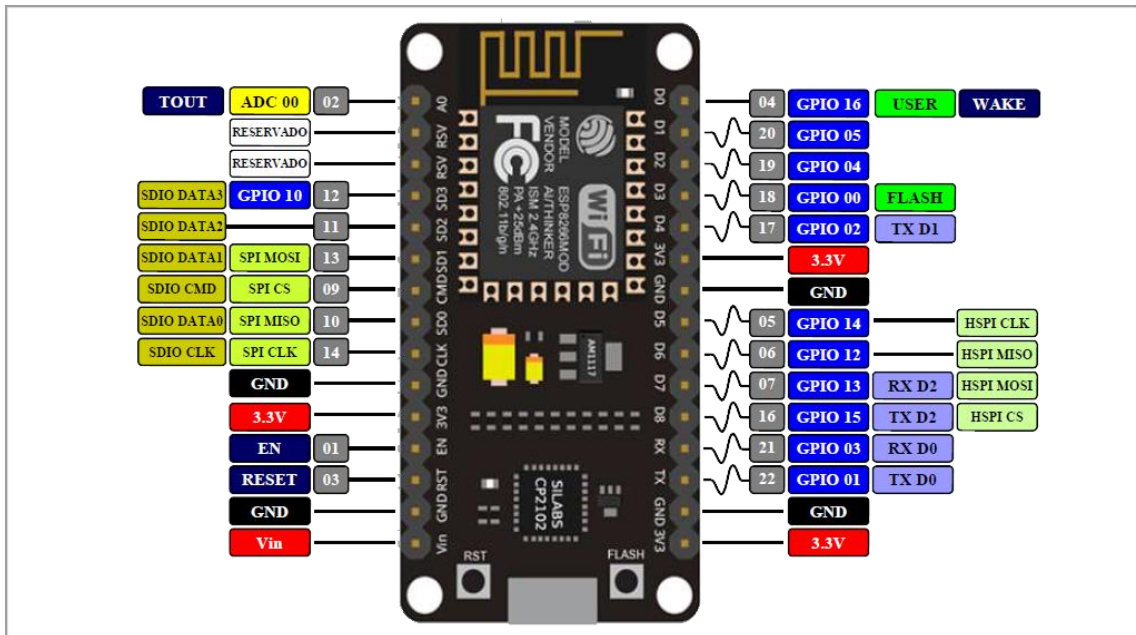 TOUT ADC 00 02 A0
RESERVADO RSV
RESERVADO RSV
SDIO DATA3 GPIO 10 12 SD3
SDIO DATA2 11 SD2
SDIO DATA1 SPI MOSI 13 SD1
SDIO CMD SPI CS 09 CMD
SDIO DATA0 SPI MISO 10 SD0
SDIO CLK SPI CLK 14 CLK
GND GND
3.3V 3V3
EN 01 EN
RESET 03 RST
GND GND
Vin Vin
MODEL ESP8266MOD
VENDOR AI/THINKER
ISM 2.4GHz
PA + 25dBm
802.11b/g/n
FC
WiFi
AM1117
SILABS
CP2102
RST
FLASH
D0 04 GPIO 16 USER WAKE
D1 20 GPIO 05
D2 19 GPIO 04
D3 18 GPIO 00 FLASH
D4 17 GPIO 02 TX D1
3V3 3.3V
GND GND
D5 05 GPIO 14 HSPI CLK
D6 06 GPIO 12 HSPI MISO
D7 07 GPIO 13 RX D2 HSPI MOSI
D8 16 GPIO 15 TX D2 HSPI CS
RX 21 GPIO 03 RX D0
TX 22 GPIO 01 TX D0
GND GND
3V3 3.3V